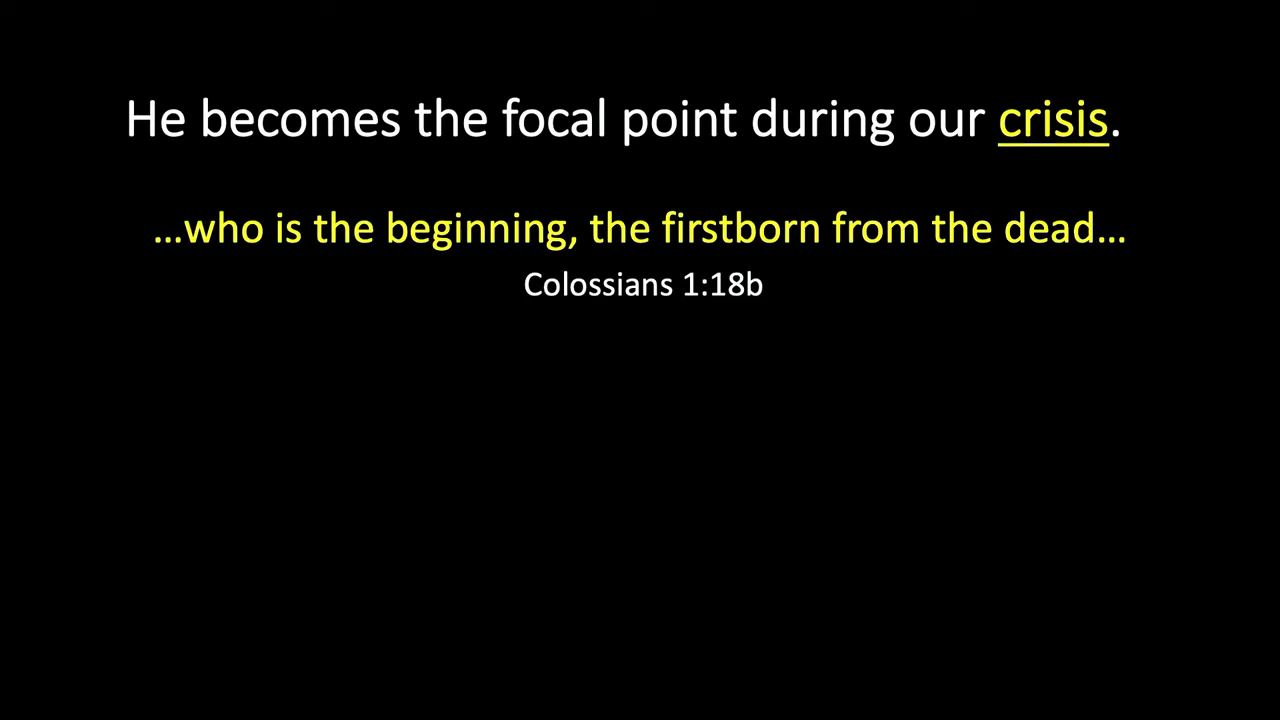 He becomes the focal point during our crisis.
…who is the beginning, the firstborn from the dead…
Colossians 1:18b